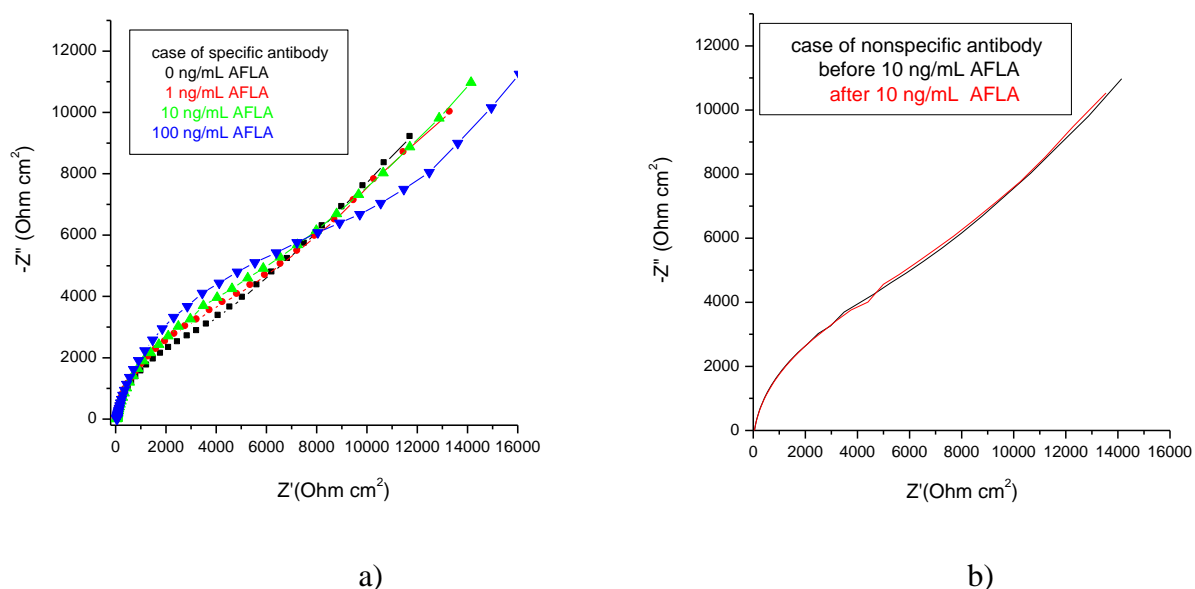 case of specific antibody
0 ng/mL AFLA
1 ng/mL AFLA
10 ng/mL AFLA
100 ng/mL AFLA
12000
10000
8000
6000
4000
2000
0
-Z'' (Ohm cm²)
0 2000 4000 6000 8000 10000 12000 14000 16000
Z'(Ohm cm²)
a)
case of nonspecific antibody
before 10 ng/mL AFLA
after 10 ng/mL AFLA
12000
10000
8000
6000
4000
2000
0
-Z'' (Ohm cm²)
0 2000 4000 6000 8000 10000 12000 14000 16000
Z'(Ohm cm²)
b)